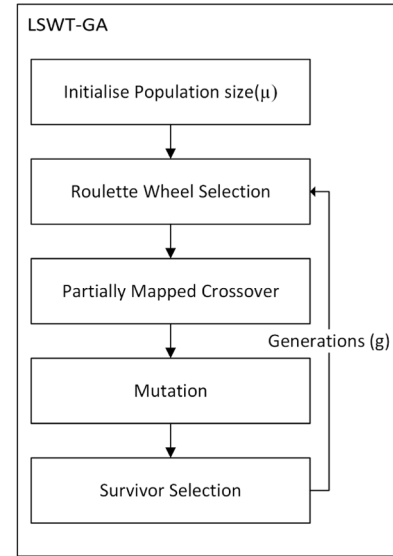 LSWT-GA
Initialise Population size(μ)
Roulette Wheel Selection
Partially Mapped Crossover
Generations (g)
Mutation
Survivor Selection